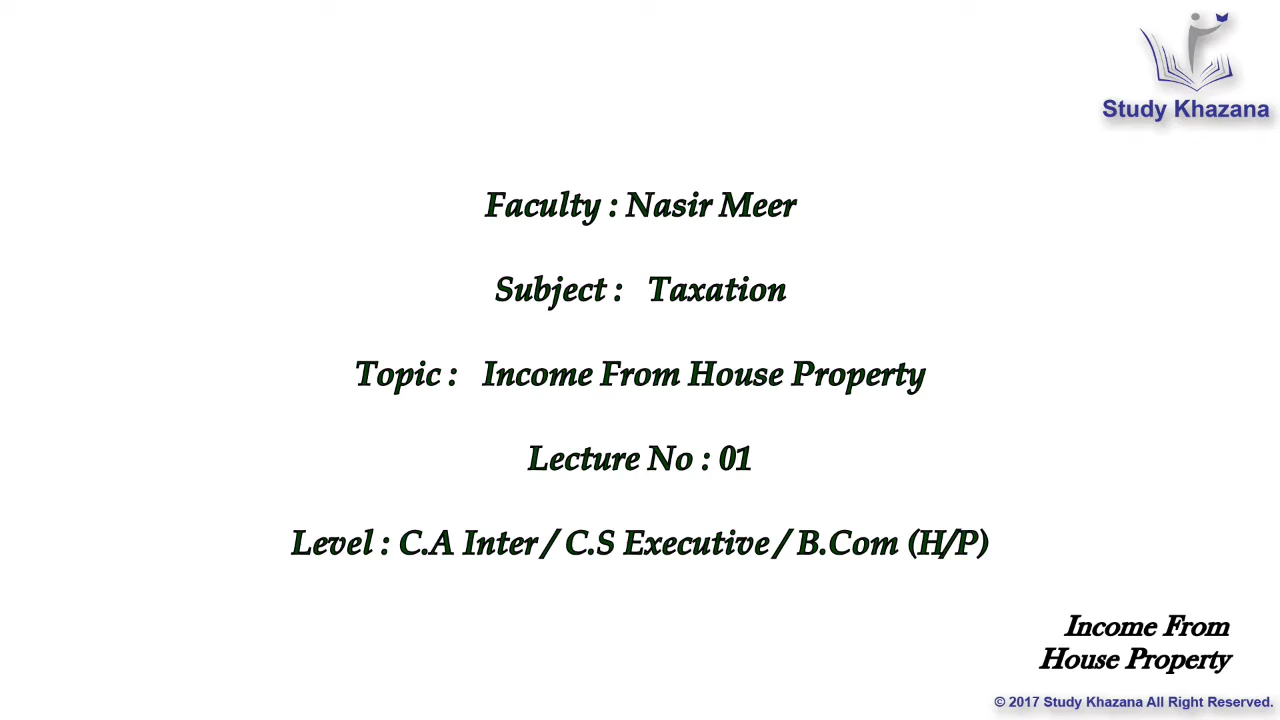 Study Khazana
Faculty : Nasir Meer
Subject : Taxation
Topic : Income From House Property
Lecture No : 01
Level : C.A Inter / C.S Executive / B.Com (H/P)
Income From
House Property
© 2017 Study Khazana All Right Reserved.